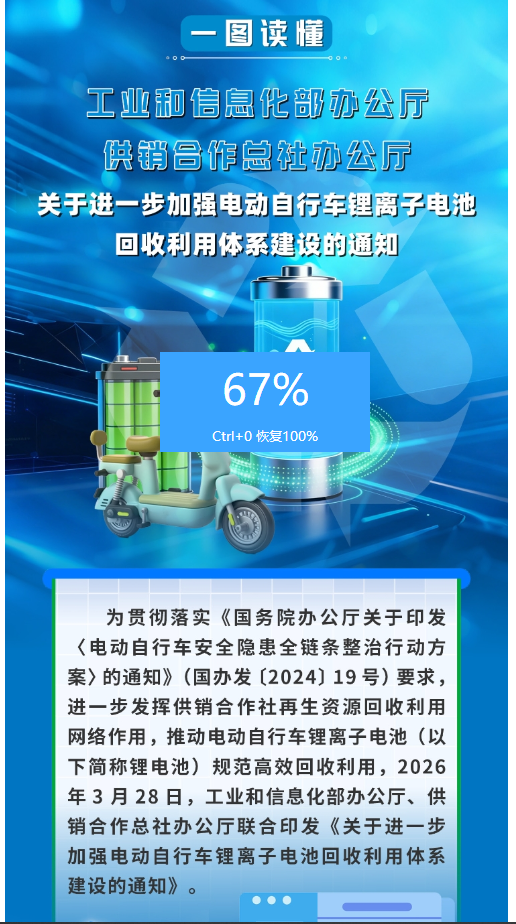 一图读懂
工业和信息化部办公厅
供销合作总社办公厅
关于进一步加强电动自行车锂离子电池
回收利用体系建设的通知
67%
Ctrl+0 恢复100%
为贯彻落实《国务院办公厅关于印发
〈电动自行车安全隐患全链条整治行动方
案〉的通知》（国办发〔2024〕19号）要求，
进一步发挥供销合作社再生资源回收利用
网络作用，推动电动自行车锂离子电池（以
下简称锂电池）规范高效回收利用，2026
年3月28日，工业和信息化部办公厅、供
销合作总社办公厅联合印发《关于进一步
加强电动自行车锂离子电池回收利用体系
建设的通知》。